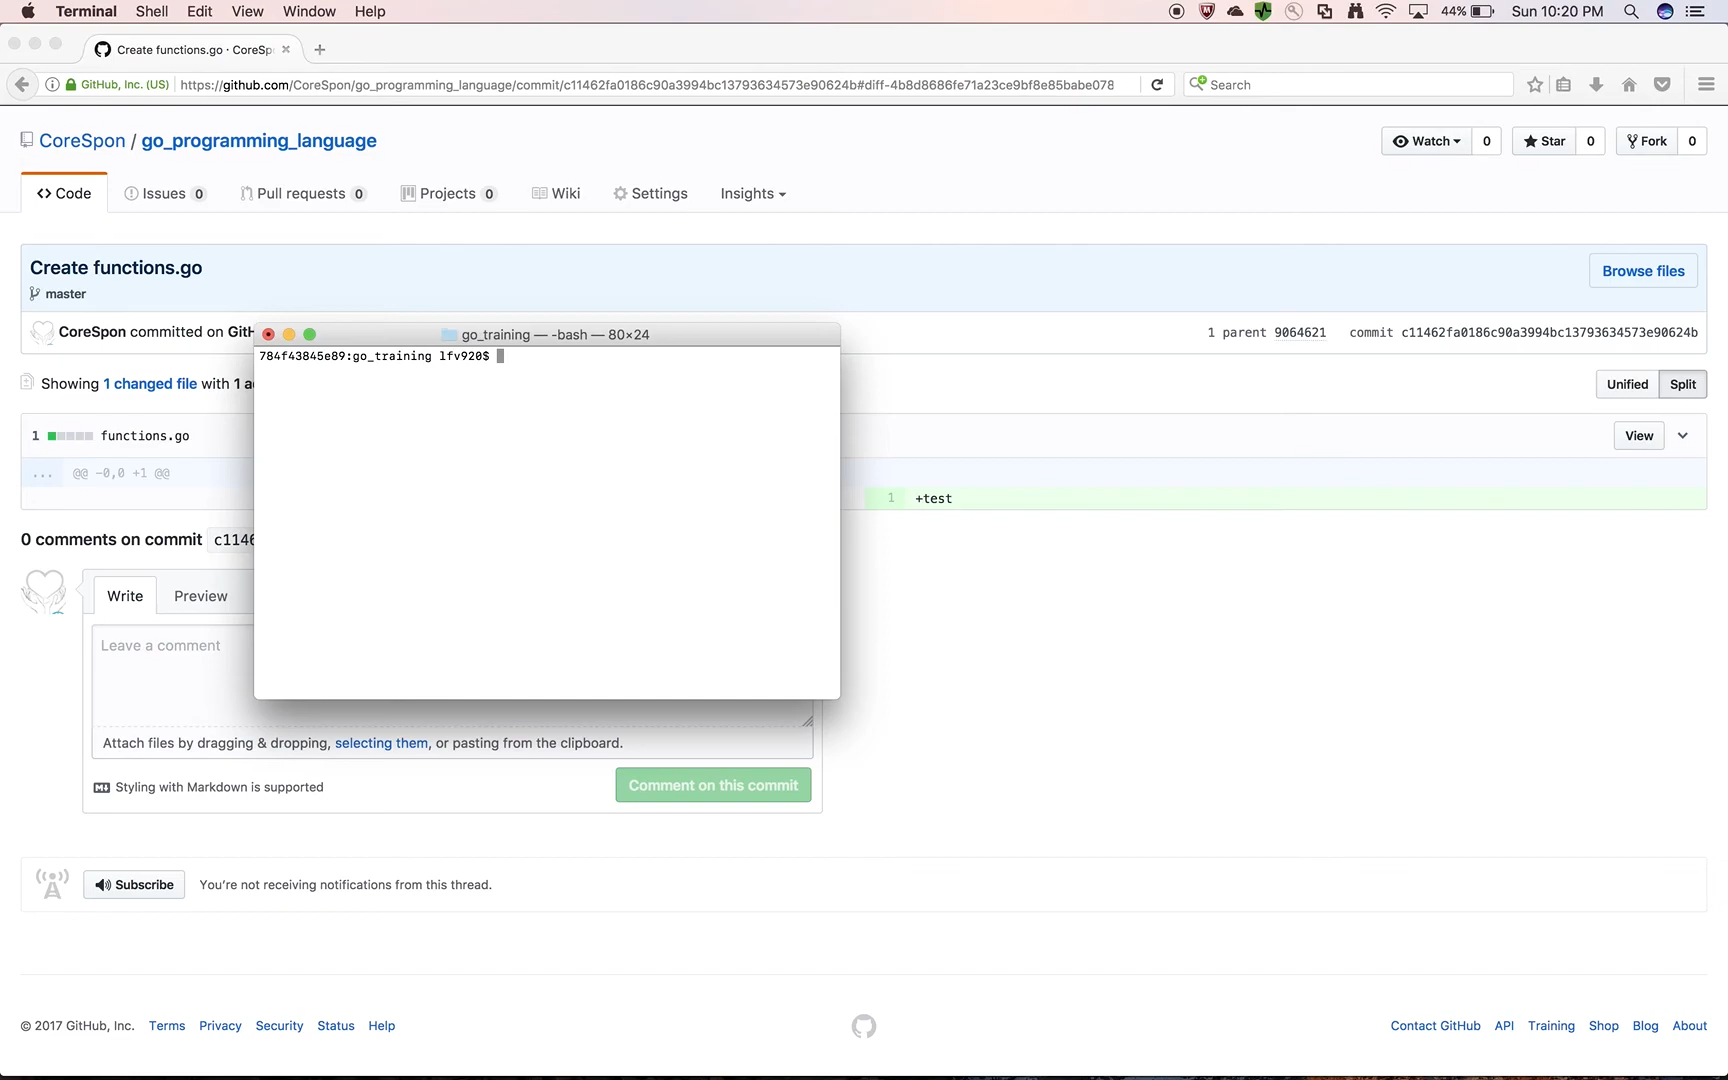 Terminal Shell Edit View Window Help 44% Sun 10:20 PM
Create functions.go · CoreSp
GitHub, Inc. (US) https://github.com/CoreSpon/go_programming_language/commit/c11462fa0186c90a3994bc13793634573e90624b#diff-4b8d8686fe71a23ce9bf8e85babe078 Search
CoreSpon / go_programming_language Watch 0 Star 0 Fork 0
Code Issues 0 Pull requests 0 Projects 0 Wiki Settings Insights
Create functions.go Browse files
master
CoreSpon committed on GitH 1 parent 9064621 commit c11462fa0186c90a3994bc13793634573e90624b
go_training — -bash — 80×24
784f43845e89:go_training lfv920$
Showing 1 changed file with 1 a Unified Split
1 functions.go View
... @@ -0,0 +1 @@
1 +test
0 comments on commit c114
Write Preview
Leave a comment
Attach files by dragging & dropping, selecting them, or pasting from the clipboard.
Styling with Markdown is supported Comment on this commit
Subscribe You're not receiving notifications from this thread.
© 2017 GitHub, Inc. Terms Privacy Security Status Help Contact GitHub API Training Shop Blog About